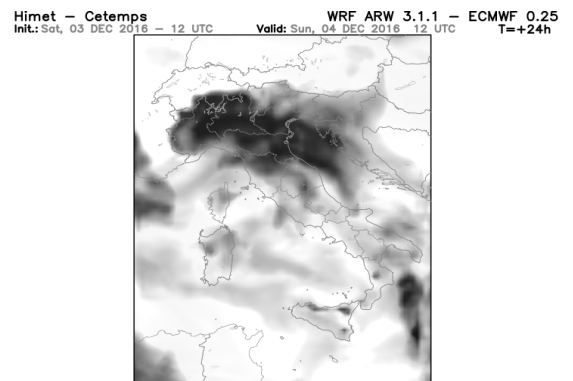 Himet – Cetemps WRF ARW 3.1.1 – ECMWF 0.25
Init.: Sat, 03 DEC 2016 – 12 UTC Valid: Sun, 04 DEC 2016 12 UTC T=+24h